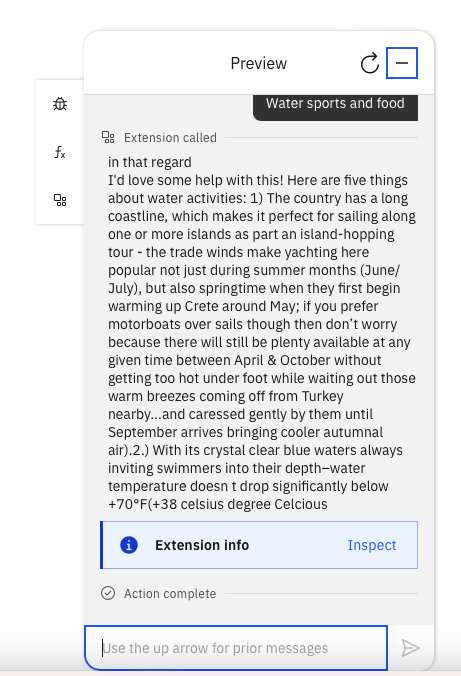 Preview
Water sports and food
fx
Extension called
in that regard
I'd love some help with this! Here are five things
about water activities: 1) The country has a long
coastline, which makes it perfect for sailing along
one or more islands as part an island-hopping
tour - the trade winds make yachting here
popular not just during summer months (June/
July), but also springtime when they first begin
warming up Crete around May; if you prefer
motorboats over sails though then don’t worry
because there will still be plenty available at any
given time between April & October without
getting too hot under foot while waiting out those
warm breezes coming off from Turkey
nearby...and caressed gently by them until
September arrives bringing cooler autumnal
air).2.) With its crystal clear blue waters always
inviting swimmers into their depth–water
temperature doesn t drop significantly below
+70°F(+38 celsius degree Celcious
Extension info
Inspect
Action complete
Use the up arrow for prior messages